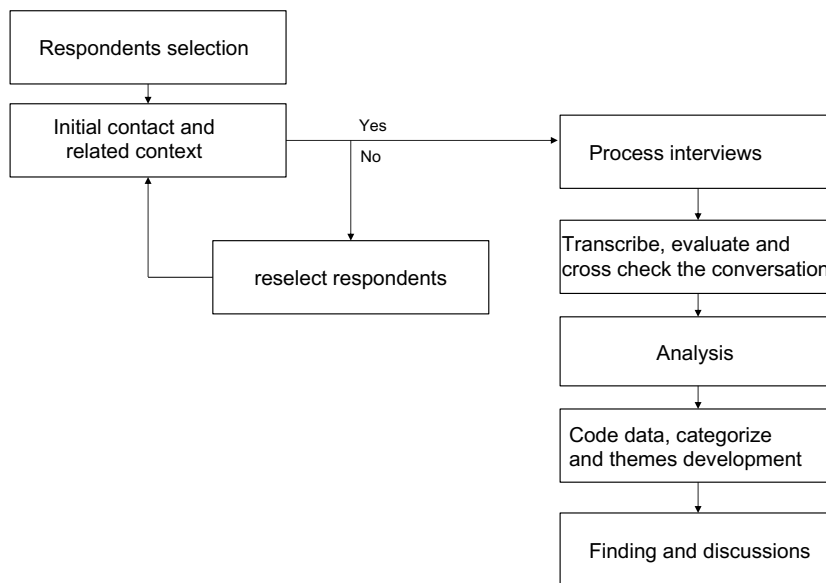 Respondents selection
Initial contact and
related context
Yes
No
reselect respondents
Process interviews
Transcribe, evaluate and
cross check the conversation
Analysis
Code data, categorize
and themes development
Finding and discussions